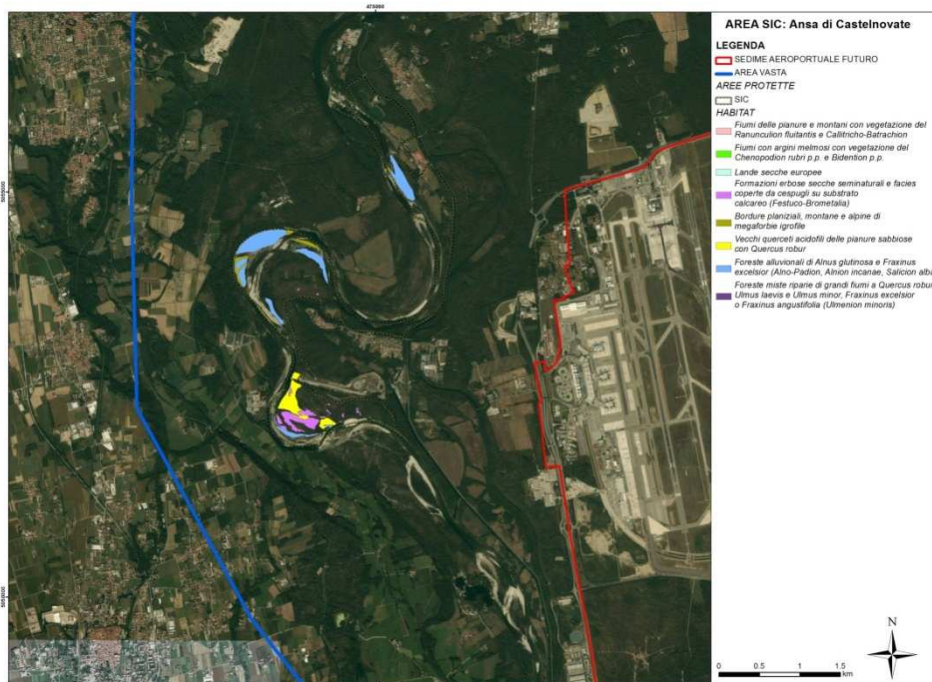 475000
5055000
5050000
AREA SIC: Ansa di Castelnovate
LEGENDA
SEDIME AEROPORTUALE FUTURO
AREA VASTA
AREE PROTETTE
SIC
HABITAT
Fiumi delle pianure e montani con vegetazione del
Ranunculion fluitantis e Callitricho-Batrachion
Fiumi con argini melmosi con vegetazione del
Chenopodion rubri p.p. e Bidention p.p.
Lande secche europee
Formazioni erbose secche seminaturali e facies
coperte da cespugli su substrato
calcareo (Festuco-Brometalia)
Bordure planiziali, montane e alpine di
megaforbie igrofile
Vecchi querceti acidofili delle pianure sabbiose
con Quercus robur
Foreste alluvionali di Alnus glutinosa e Fraxinus
excelsior (Alno-Padion, Alnion incanae, Salicion alba
Foreste miste riparie di grandi fiumi a Quercus robur
Ulmus laevis e Ulmus minor, Fraxinus excelsior
o Fraxinus angustifolia (Ulmenion minoris)
N
0 0.5 1 1.5
km